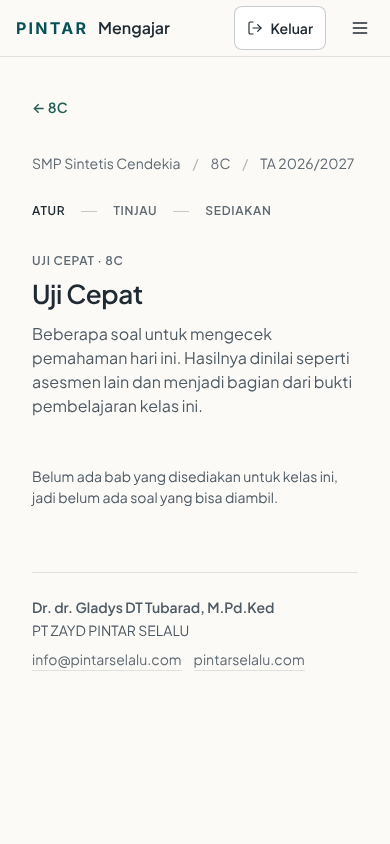 PINTAR Mengajar
Keluar
← 8C
SMP Sintetis Cendekia / 8C / TA 2026/2027
ATUR — TINJAU — SEDIAKAN
UJI CEPAT · 8C
Uji Cepat
Beberapa soal untuk mengecek
pemahaman hari ini. Hasilnya dinilai seperti
asesmen lain dan menjadi bagian dari bukti
pembelajaran kelas ini.
Belum ada bab yang disediakan untuk kelas ini,
jadi belum ada soal yang bisa diambil.
Dr. dr. Gladys DT Tubarad, M.Pd.Ked
PT ZAYD PINTAR SELALU
info@pintarselalu.com pintarselalu.com